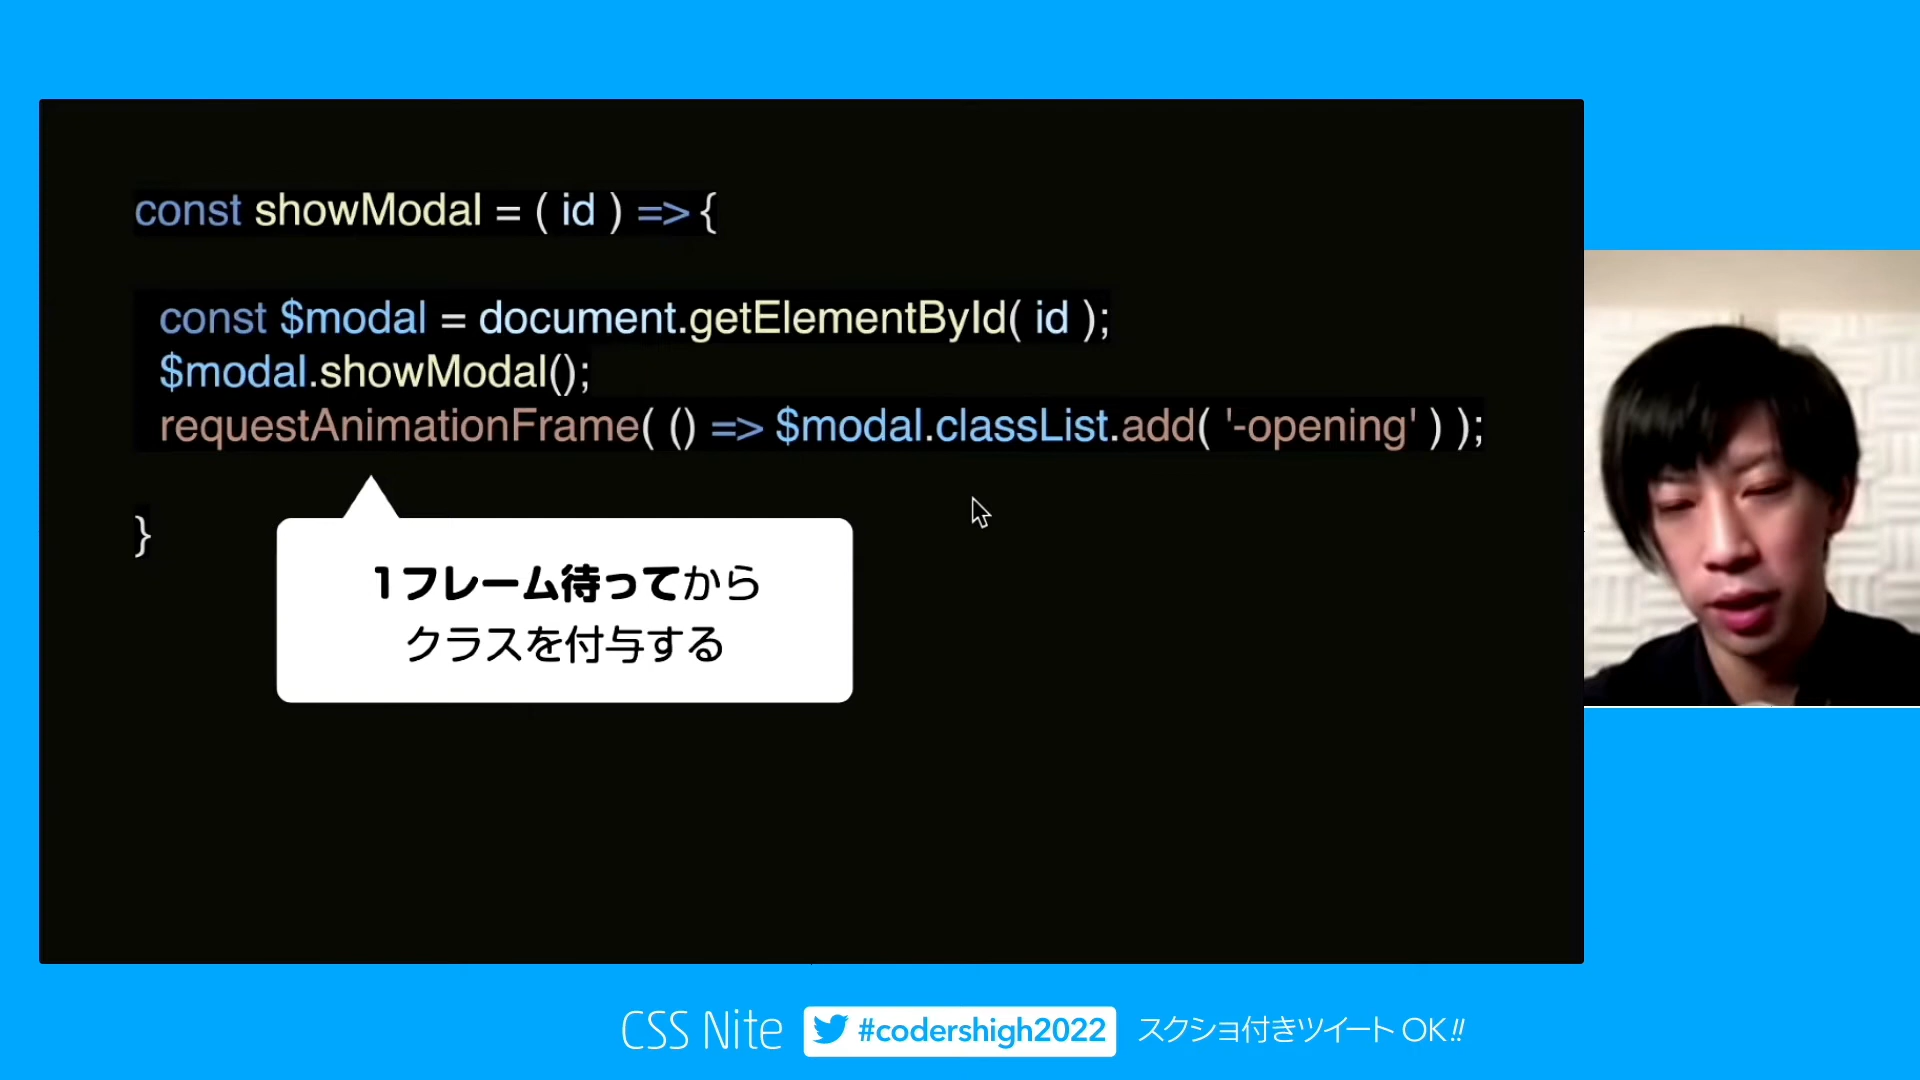 const showModal = ( id ) => {
const $modal = document.getElementById( id );
$modal.showModal();
requestAnimationFrame( () => $modal.classList.add( '-opening' ) );
}
1フレーム待ってから
クラスを付与する
CSS Nite #codershigh2022 スクショ付きツイート OK!!